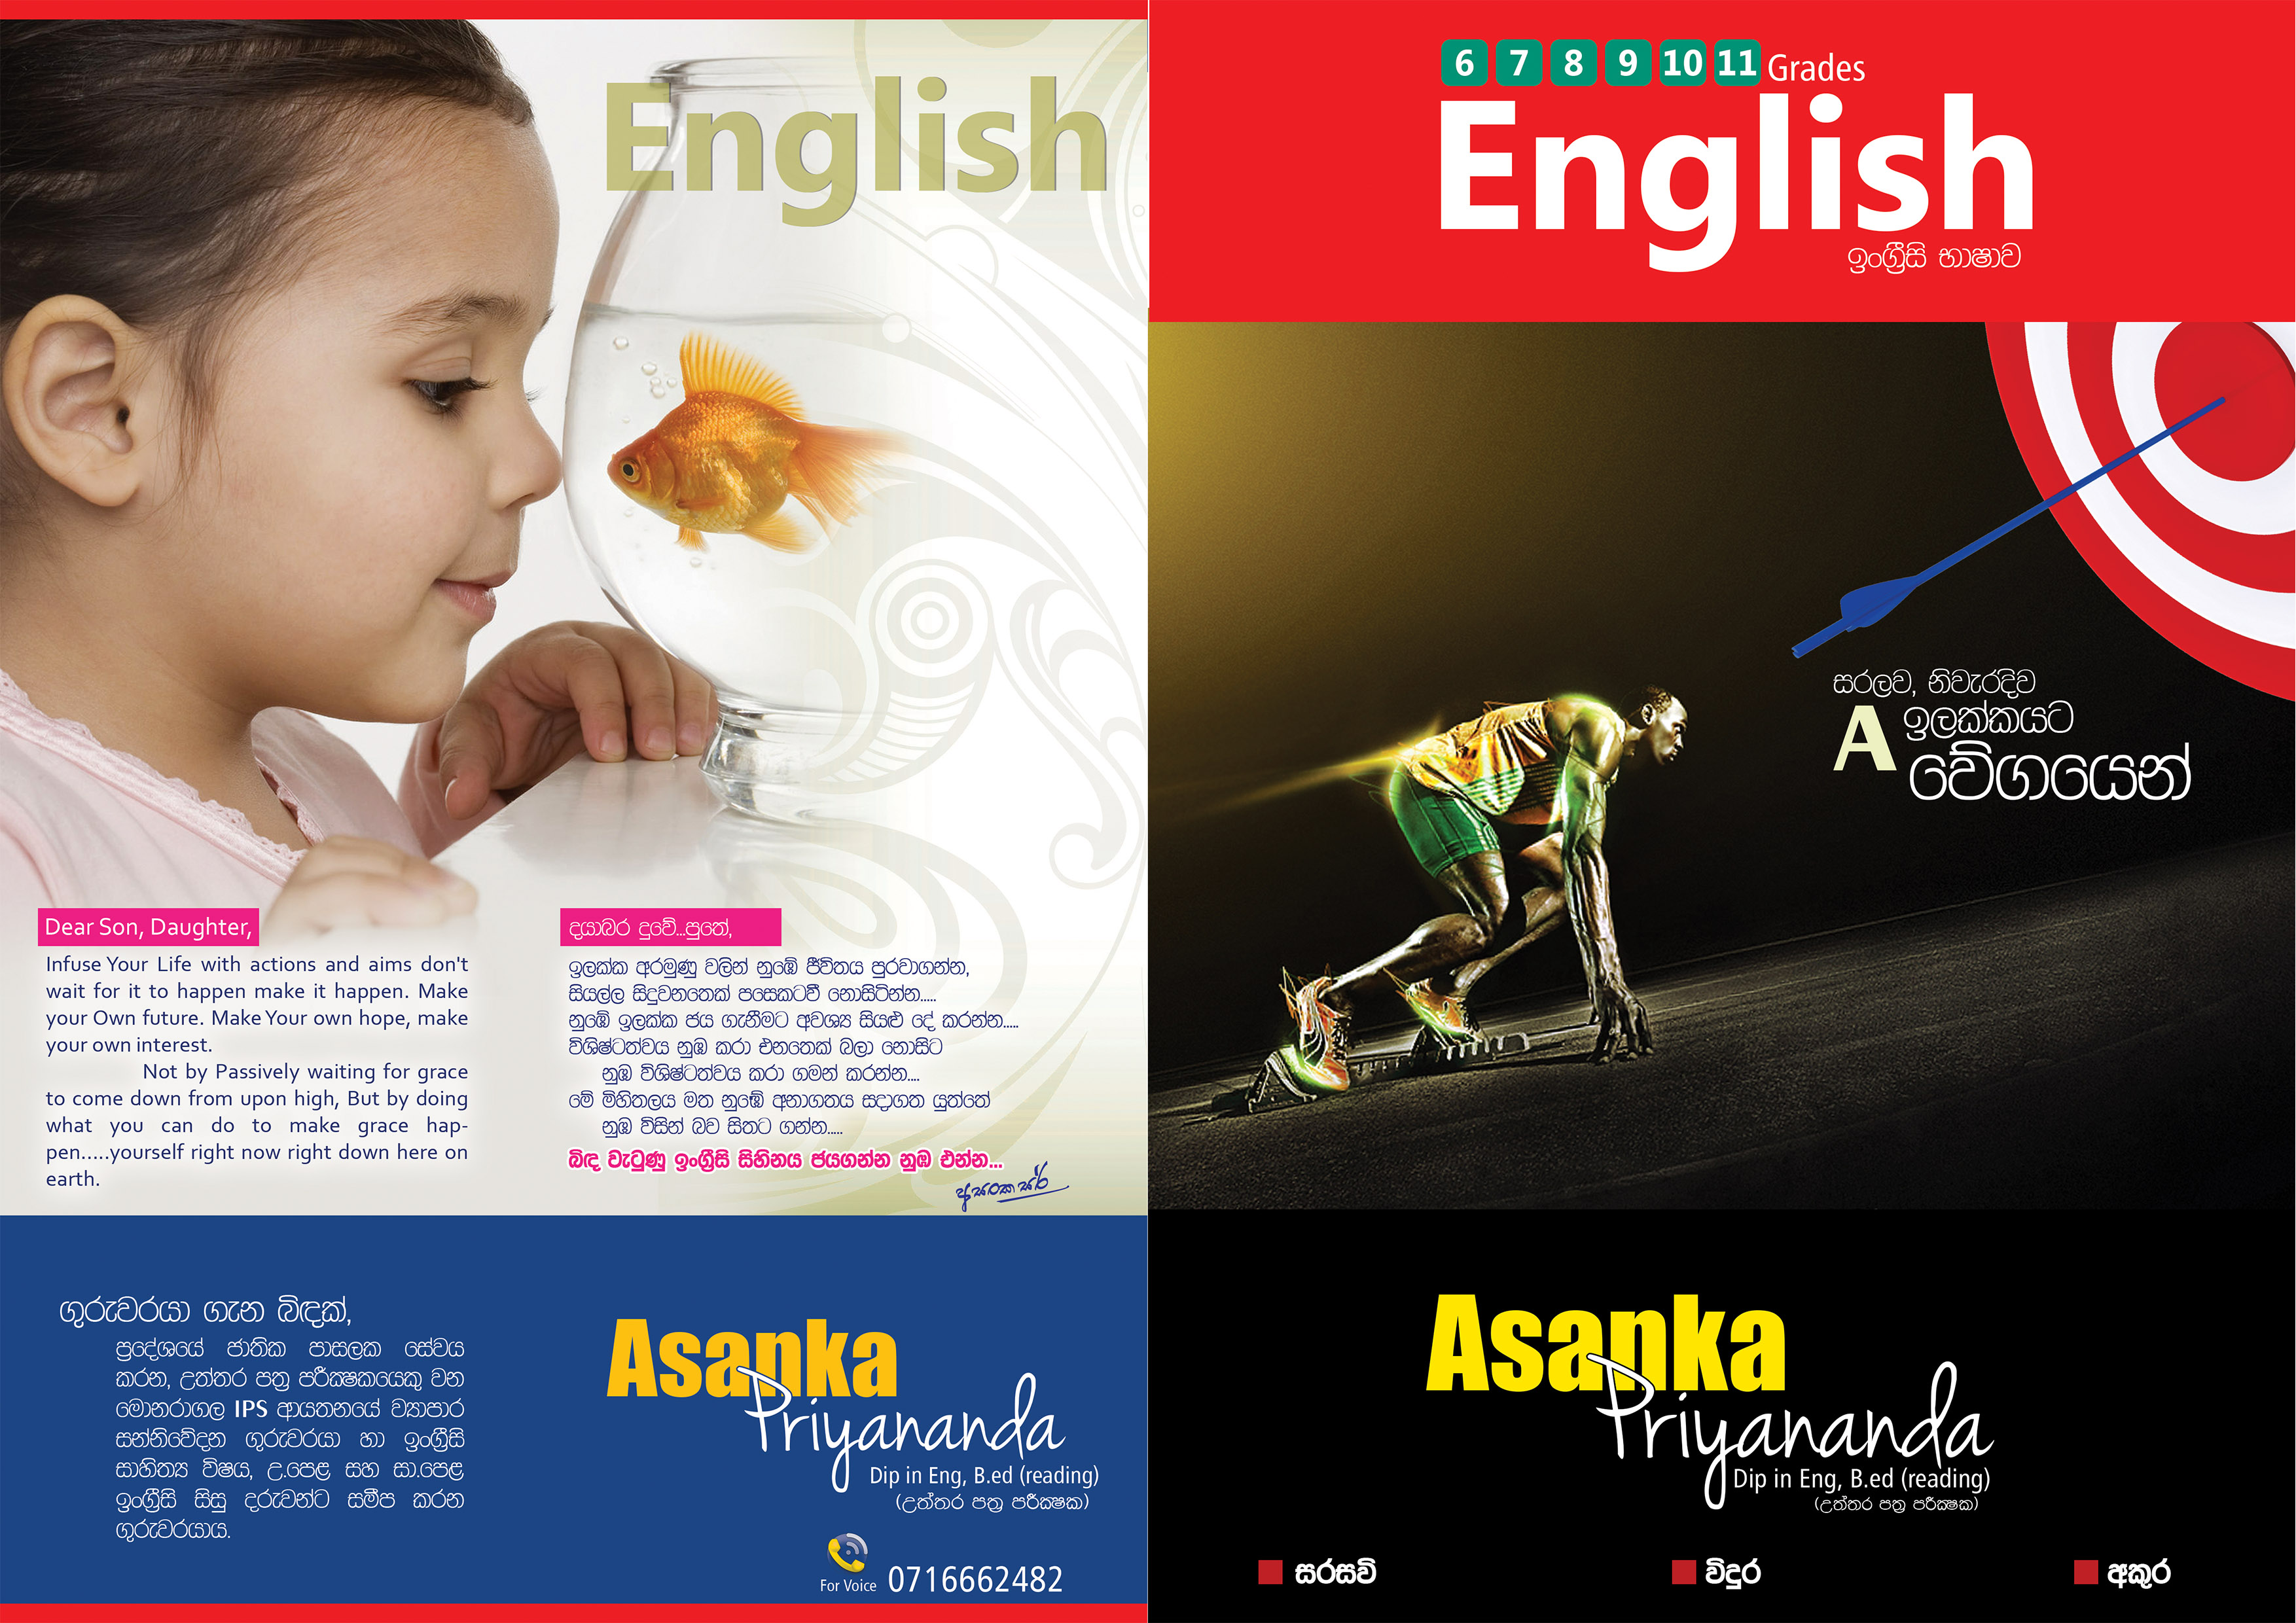 English
Dear Son, Daughter,
Infuse Your Life with actions and aims don't
wait for it to happen make it happen. Make
your Own future. Make Your own hope, make
your own interest.
Not by Passively waiting for grace
to come down from upon high, But by doing
what you can do to make grace hap-
pen.....yourself right now right down here on
earth.
දයාබර දුවේ...පුතේ,
ඉලක්ක අරමුණු වලින් නුඹේ ජීවිතය පුරවාගන්න,
සියල්ල සිදුවනතෙක් පසෙකටවී නොසිටින්න.....
නුඹේ ඉලක්ක ජය ගැනීමට අවශ්‍ය සියළු දේ කරන්න.....
විශිෂ්ටත්වය නුඹ කරා එනතෙක් බලා නොසිට
නුඹ විශිෂ්ටත්වය කරා ගමන් කරන්න....
මේ මිහිතලය මත නුඹේ අනාගතය සදාගත යුත්තේ
නුඹ විසින් බව සිතට ගන්න.....
බිඳ වැටුණු ඉංග්‍රීසි සිහිනය ජයගන්න නුඹ එන්න...
අසංක සර්
ගුරුවරයා ගැන බිඳක්,
ප්‍රදේශයේ ජාතික පාසලක සේවය
කරන, උත්තර පත්‍ර පරීක්ෂකයෙකු වන
මොනරාගල IPS ආයතනයේ ව්‍යාපාර
සන්නිවේදන ගුරුවරයා හා ඉංග්‍රීසි
සාහිත්‍ය විෂය, උ.පෙළ සහ සා.පෙළ
ඉංග්‍රීසි සිසු දරුවන්ට සමීප කරන
ගුරුවරයාය.
Asanka
Priyananda
Dip in Eng, B.ed (reading)
(උත්තර පත්‍ර පරීක්ෂක)
For Voice 0716662482
6 7 8 9 10 11 Grades
English
ඉංග්‍රීසි භාෂාව
සරලව, නිවැරදිව
A ඉලක්කයට
වේගයෙන්
Asanka
Priyananda
Dip in Eng, B.ed (reading)
(උත්තර පත්‍ර පරීක්ෂක)
සරසවි විදුර අකුර